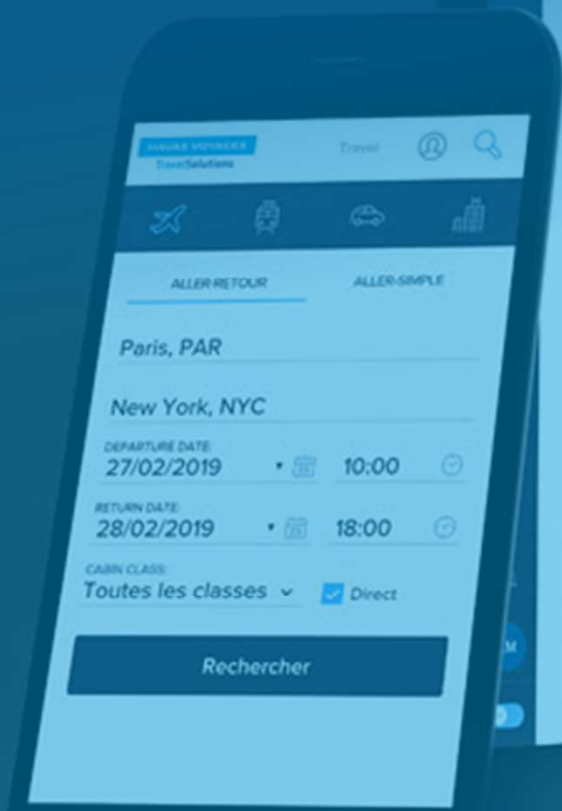 HAVAS VOYAGES
TravelSolutions
Travel
ALLER-RETOUR
ALLER-SIMPLE
Paris, PAR
New York, NYC
DEPARTURE DATE:
27/02/2019
10:00
RETURN DATE:
28/02/2019
18:00
CABIN CLASS:
Toutes les classes
Direct
Rechercher
M